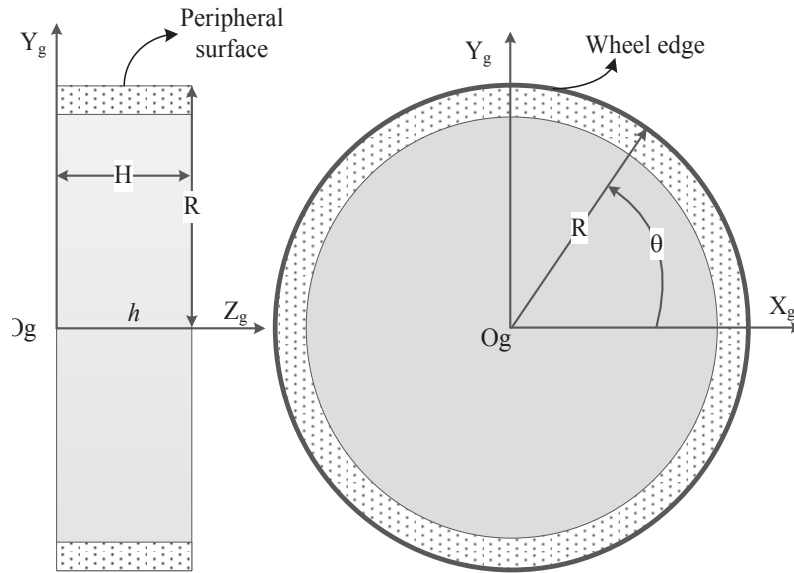 Peripheral
surface
Yg
H
R
h
Zg
Og
Wheel edge
Yg
R
θ
Og
Xg